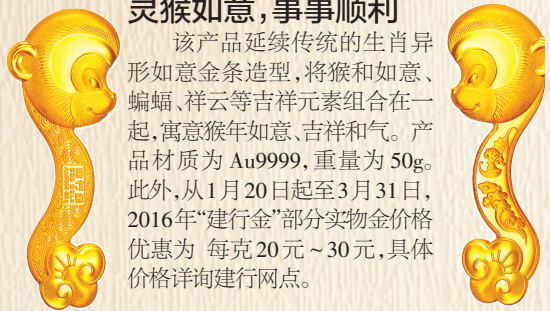 灵猴如意,事事顺利
该产品延续传统的生肖异
形如意金条造型,将猴和如意、
蝙蝠、祥云等吉祥元素组合在一
起,寓意猴年如意、吉祥和气。产
品材质为Au9999,重量为50g。
此外,从1月20日起至3月31日,
2016年“建行金”部分实物金价格
优惠为 每克20元~30元,具体
价格详询建行网点。